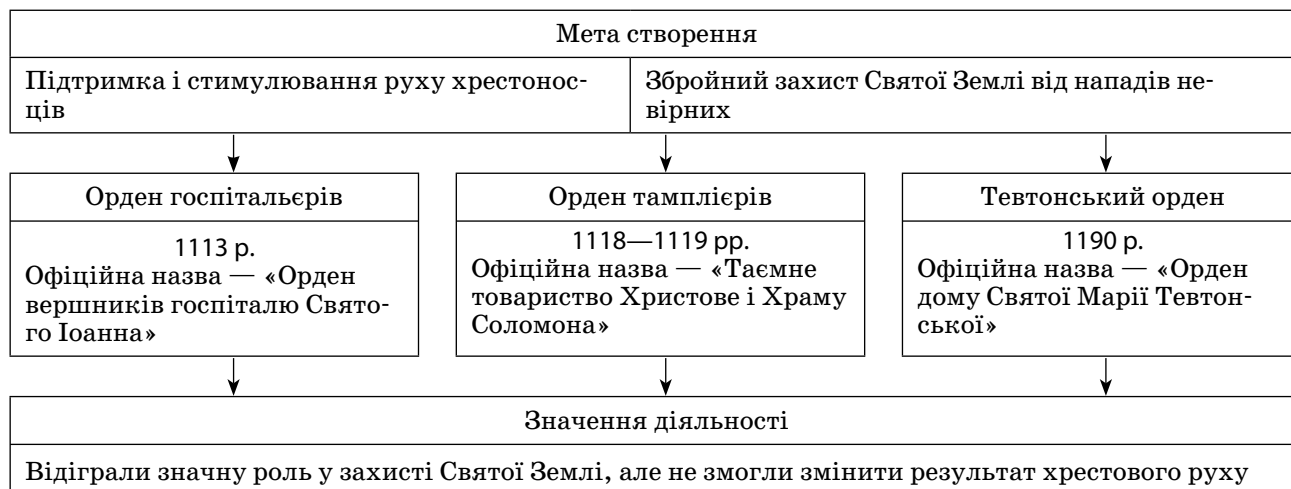 Мета створення
Підтримка і стимулювання руху хрестонос-
ців
Збройний захист Святої Землі від нападів не-
вірних
Орден госпітальєрів
1113 р.
Офіційна назва — «Орден
вершників госпіталю Свято-
го Іоанна»
Орден тамплієрів
1118—1119 рр.
Офіційна назва — «Таємне
товариство Христове і Храму
Соломона»
Тевтонський орден
1190 р.
Офіційна назва — «Орден
дому Святої Марії Тевтон-
ської»
Значення діяльності
Відіграли значну роль у захисті Святої Землі, але не змогли змінити результат хрестового руху